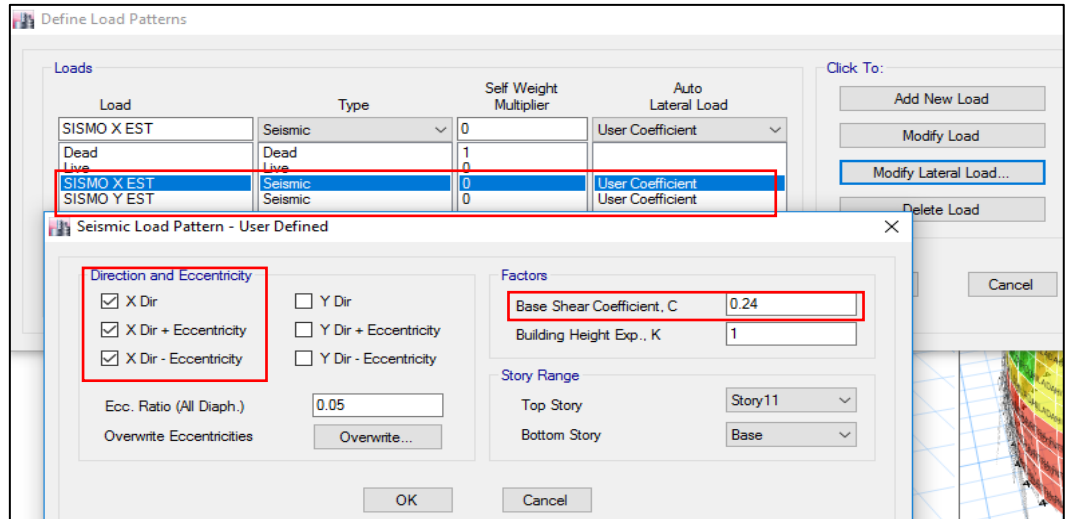 Define Load Patterns
Loads
Click To:
Load Type Self Weight Multiplier Auto Lateral Load
SISMO X EST Seismic 0 User Coefficient
Dead Dead 1
Live Live 0
SISMO X EST Seismic 0 User Coefficient
SISMO Y EST Seismic 0 User Coefficient
Add New Load
Modify Load
Modify Lateral Load...
Delete Load
Cancel
Seismic Load Pattern - User Defined
Direction and Eccentricity
X Dir Y Dir
X Dir + Eccentricity Y Dir + Eccentricity
X Dir - Eccentricity Y Dir - Eccentricity
Ecc. Ratio (All Diaph.) 0.05
Overwrite Eccentricities Overwrite...
Factors
Base Shear Coefficient, C 0.24
Building Height Exp., K 1
Story Range
Top Story Story11
Bottom Story Base
OK Cancel